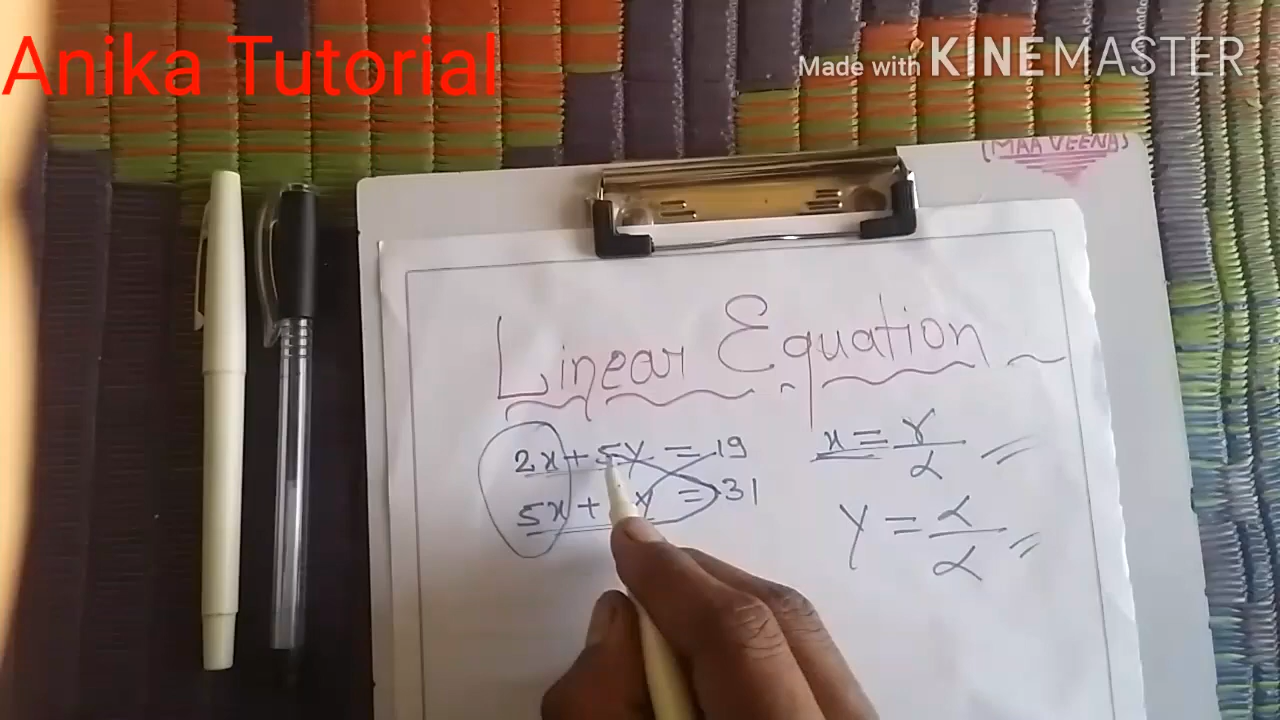 Anika Tutorial
Made with KINEMASTER
(MAA VEENA)
Linear Equation
2x + 5y = 19
5x + y = 31
x = γ/α
y = α/α